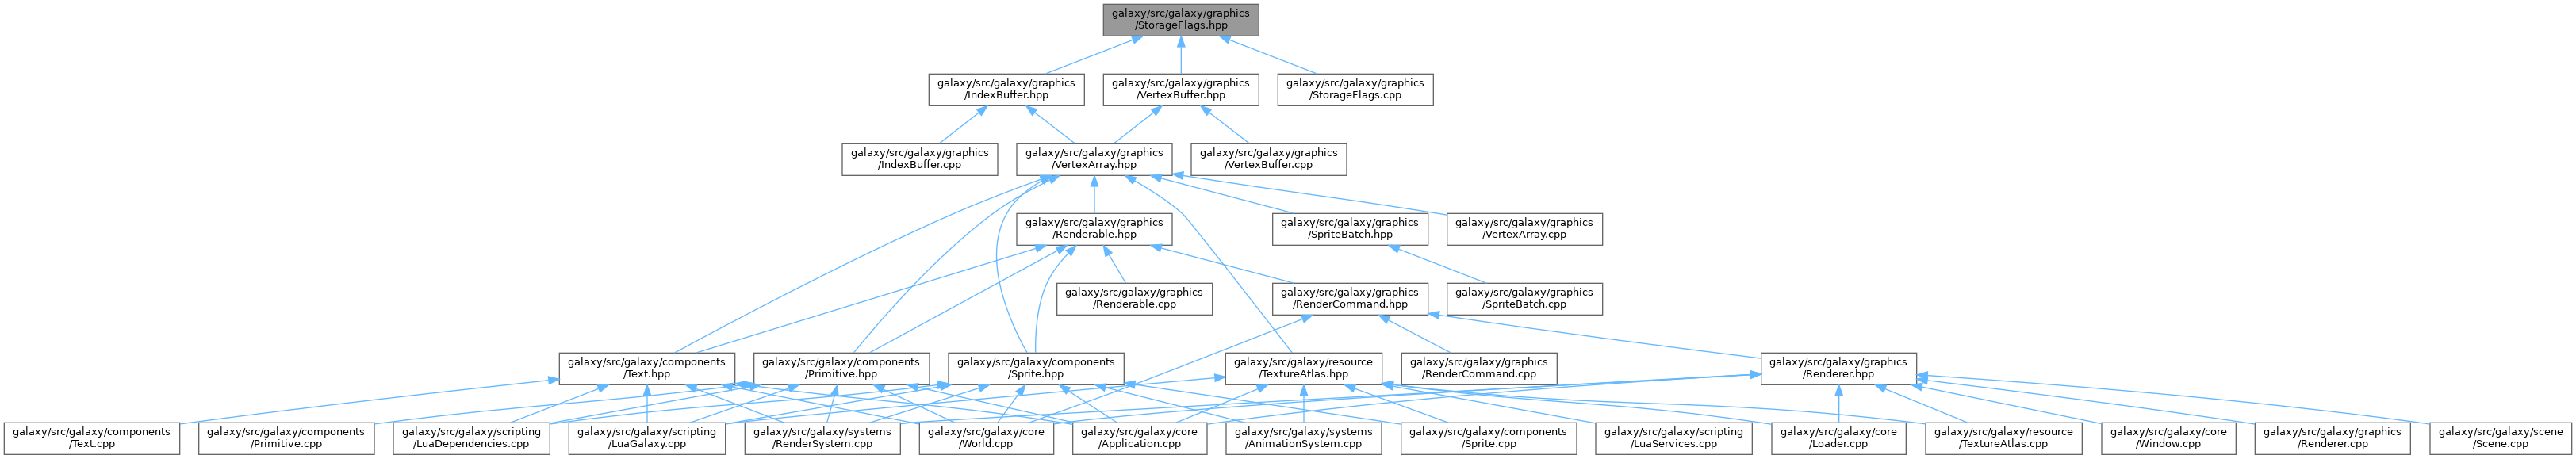 galaxy/src/galaxy/graphics
/StorageFlags.hpp
galaxy/src/galaxy/graphics
/IndexBuffer.hpp
galaxy/src/galaxy/graphics
/VertexBuffer.hpp
galaxy/src/galaxy/graphics
/StorageFlags.cpp
galaxy/src/galaxy/graphics
/IndexBuffer.cpp
galaxy/src/galaxy/graphics
/VertexArray.hpp
galaxy/src/galaxy/graphics
/VertexBuffer.cpp
galaxy/src/galaxy/graphics
/Renderable.hpp
galaxy/src/galaxy/graphics
/SpriteBatch.hpp
galaxy/src/galaxy/graphics
/VertexArray.cpp
galaxy/src/galaxy/graphics
/Renderable.cpp
galaxy/src/galaxy/graphics
/RenderCommand.hpp
galaxy/src/galaxy/graphics
/SpriteBatch.cpp
galaxy/src/galaxy/components
/Text.hpp
galaxy/src/galaxy/components
/Primitive.hpp
galaxy/src/galaxy/components
/Sprite.hpp
galaxy/src/galaxy/resource
/TextureAtlas.hpp
galaxy/src/galaxy/graphics
/RenderCommand.cpp
galaxy/src/galaxy/graphics
/Renderer.hpp
galaxy/src/galaxy/components
/Text.cpp
galaxy/src/galaxy/components
/Primitive.cpp
galaxy/src/galaxy/scripting
/LuaDependencies.cpp
galaxy/src/galaxy/scripting
/LuaGalaxy.cpp
galaxy/src/galaxy/systems
/RenderSystem.cpp
galaxy/src/galaxy/core
/World.cpp
galaxy/src/galaxy/core
/Application.cpp
galaxy/src/galaxy/systems
/AnimationSystem.cpp
galaxy/src/galaxy/components
/Sprite.cpp
galaxy/src/galaxy/scripting
/LuaServices.cpp
galaxy/src/galaxy/core
/Loader.cpp
galaxy/src/galaxy/resource
/TextureAtlas.cpp
galaxy/src/galaxy/core
/Window.cpp
galaxy/src/galaxy/graphics
/Renderer.cpp
galaxy/src/galaxy/scene
/Scene.cpp